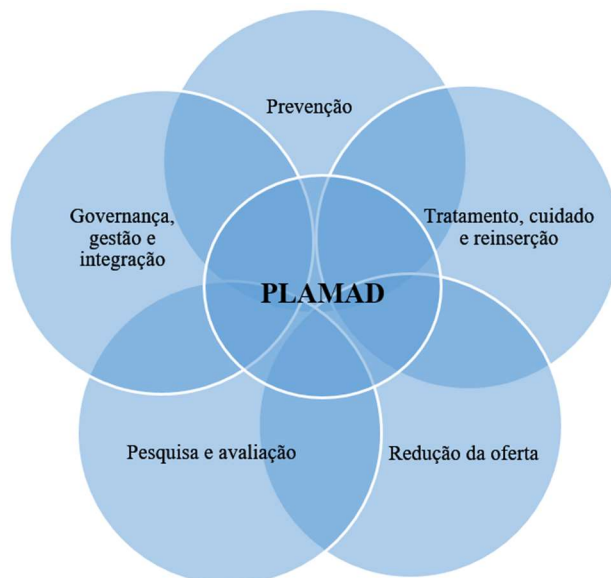 Prevenção
Governança,
gestão e
integração
Tratamento, cuidado
e reinserção
PLAMAD
Pesquisa e avaliação
Redução da oferta